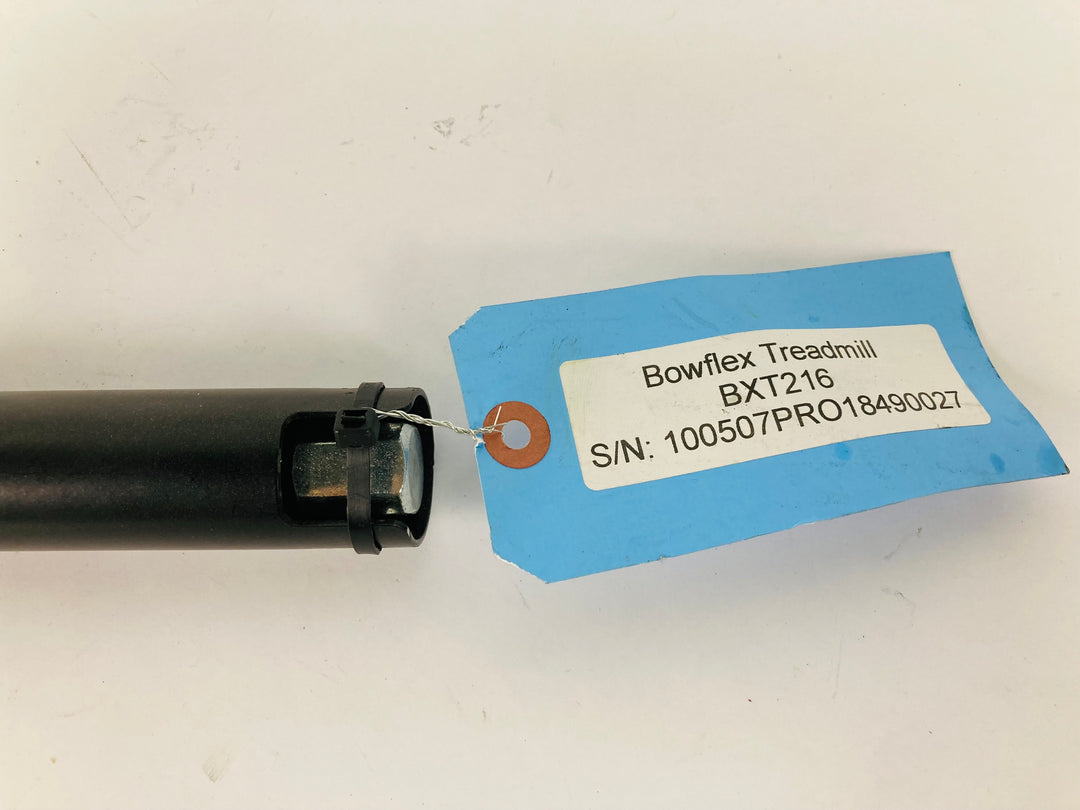 Bowflex Treadmill
BXT216
S/N: 100507PRO18490027